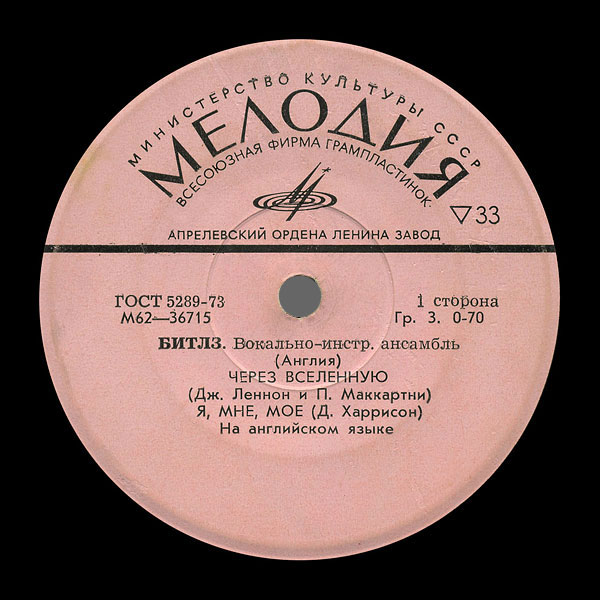 МИНИСТЕРСТВО КУЛЬТУРЫ СССР
МЕЛОДИЯ
ВСЕСОЮЗНАЯ ФИРМА ГРАМПЛАСТИНОК.
▽33
АПРЕЛЕВСКИЙ ОРДЕНА ЛЕНИНА ЗАВОД
ГОСТ 5289-73
1 сторона
М62—36715
Гр. 3. 0-70
БИТЛЗ. Вокально-инстр. ансамбль
(Англия)
ЧЕРЕЗ ВСЕЛЕННУЮ
(Дж. Леннон и П. Маккартни)
Я, МНЕ, МОЕ (Д. Харрисон)
На английском языке